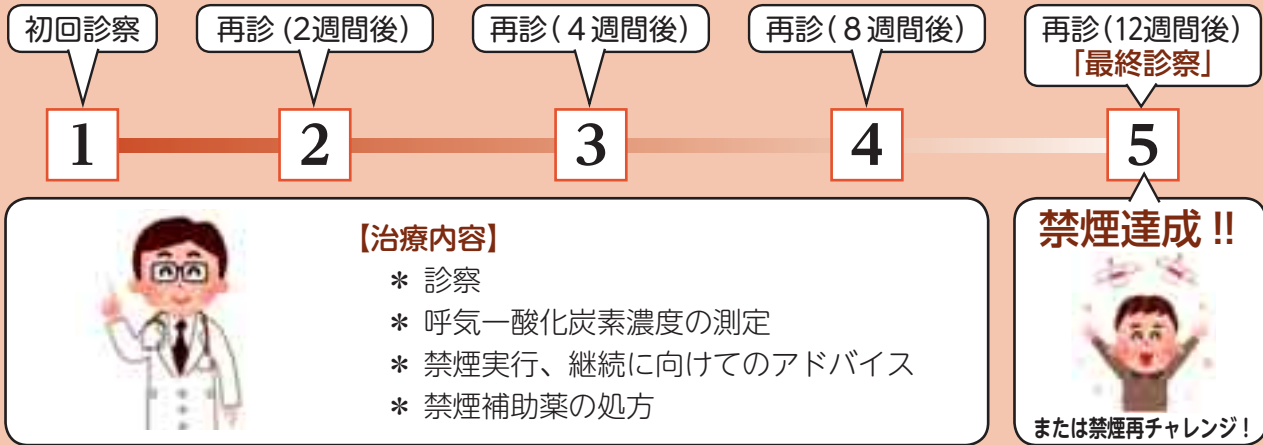 初回診察
再診 (2週間後)
再診(4週間後)
再診(8週間後)
再診(12週間後)
「最終診察」
1
2
3
4
5
【治療内容】
＊ 診察
＊ 呼気一酸化炭素濃度の測定
＊ 禁煙実行、継続に向けてのアドバイス
＊ 禁煙補助薬の処方
禁煙達成!!
または禁煙再チャレンジ！